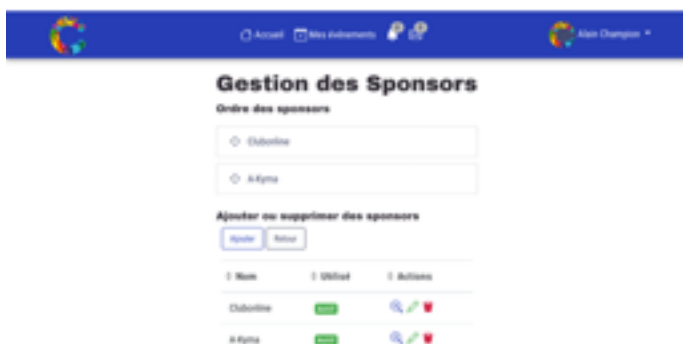 Accueil Mes évènements Alain Champion
Gestion des Sponsors
Ordre des sponsors
Clubonline
A-Kyma
Ajouter ou supprimer des sponsors
Ajouter Retour
Nom Utilisé Actions
Clubonline
A-Kyma